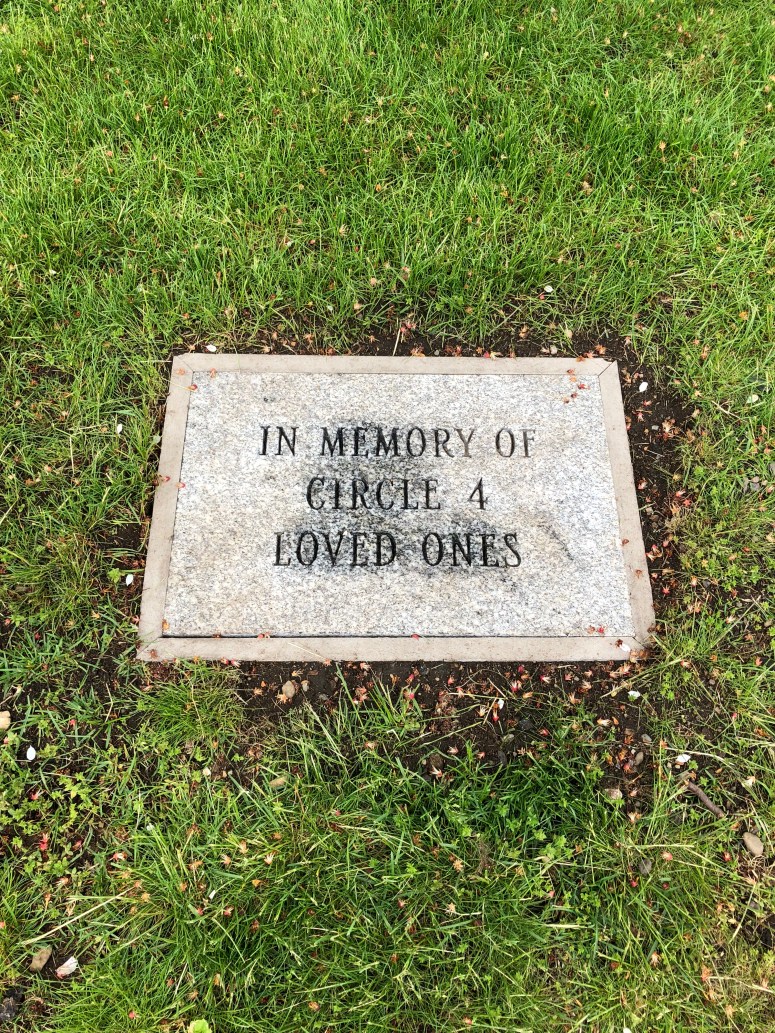 IN MEMORY OF
CIRCLE 4
LOVED ONES